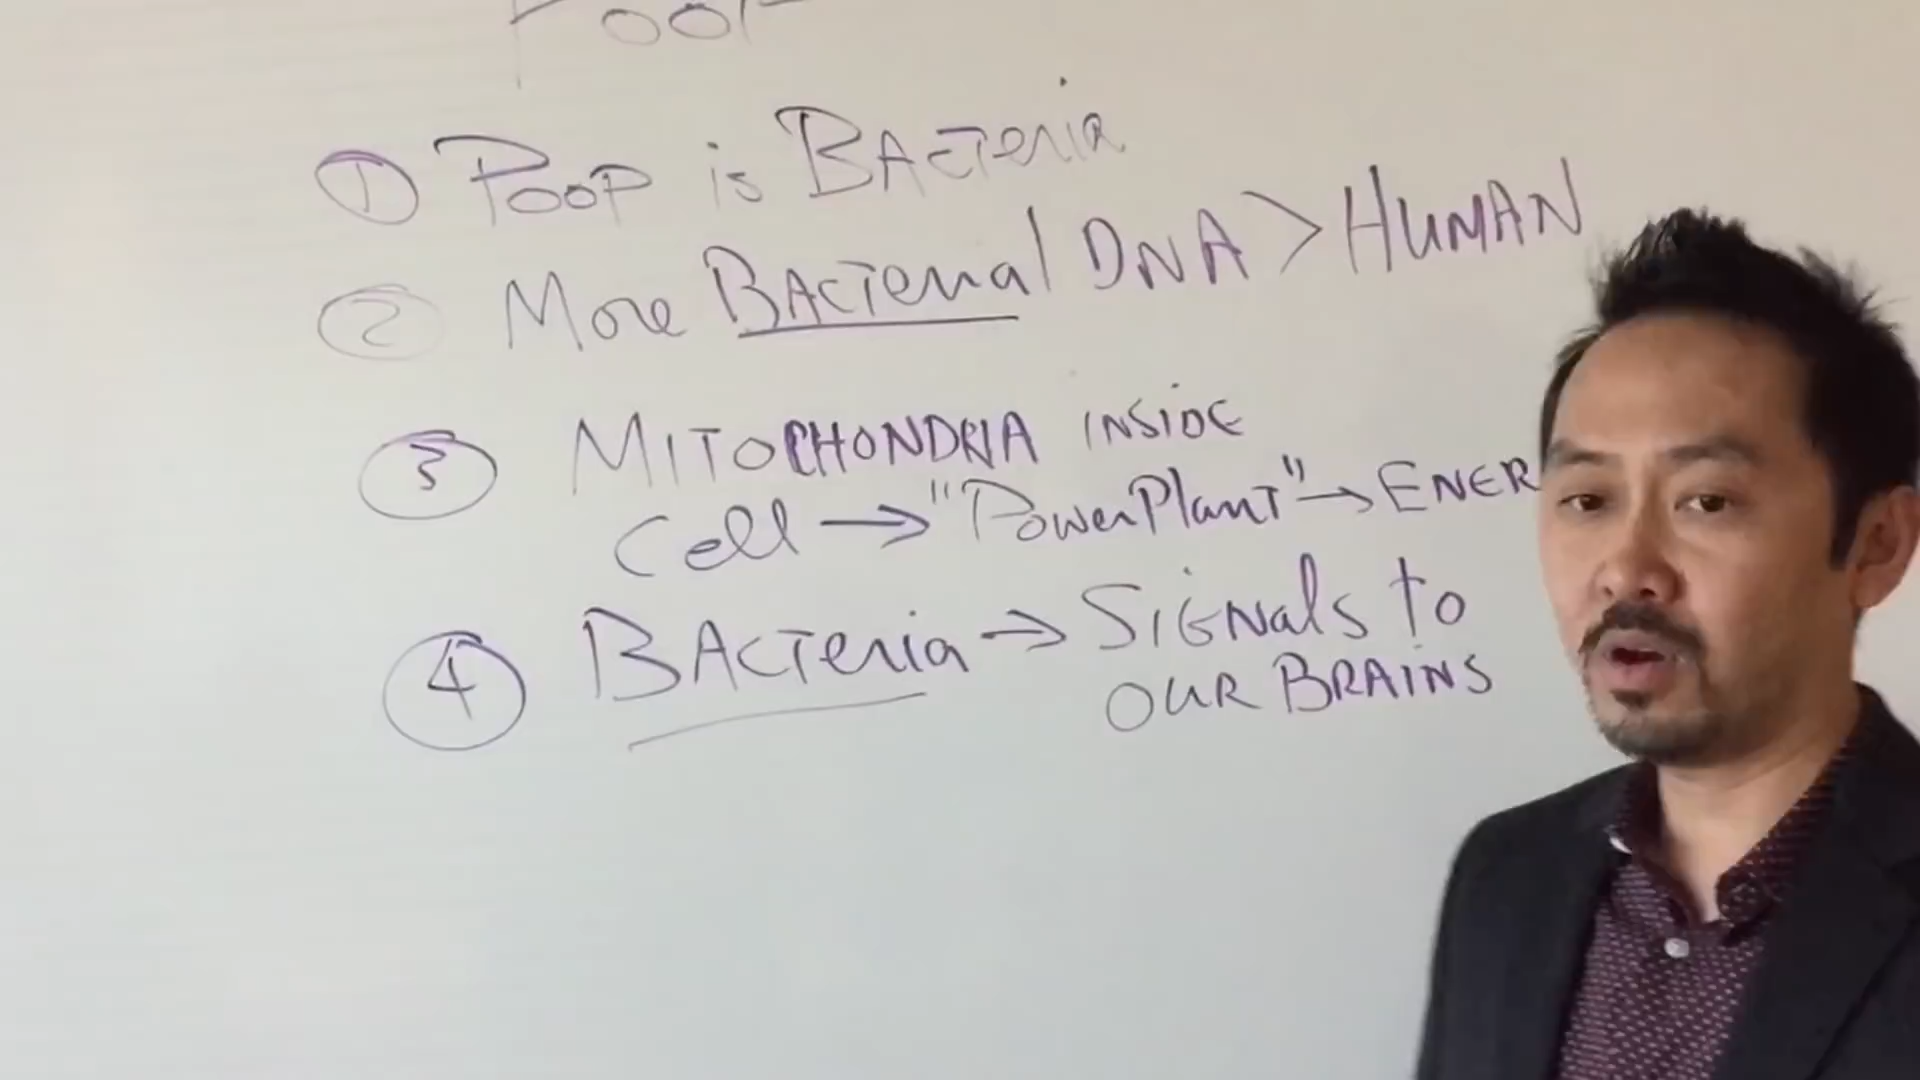 Poop
① Poop is Bacteria
② More Bacterial DNA > Human
③ Mitochondria inside
Cell → "PowerPlant" → Ener
④ Bacteria → Signals to
our Brains